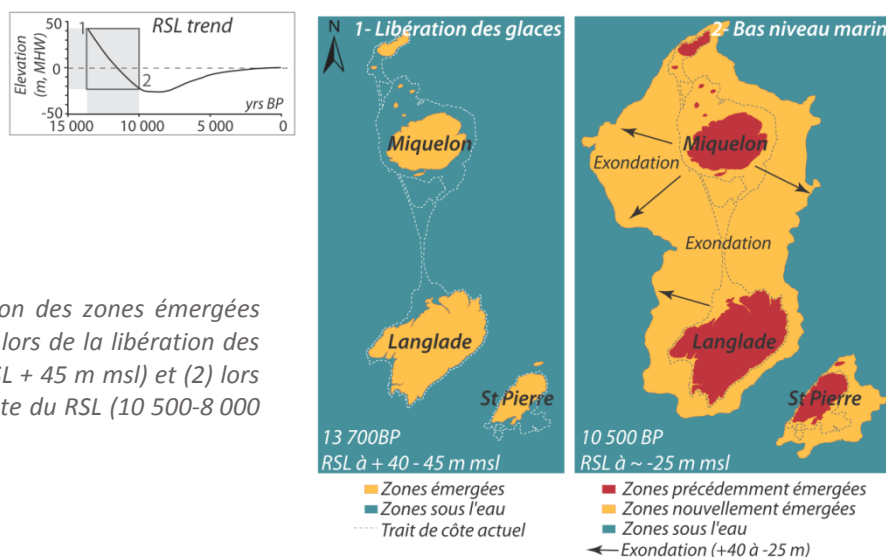 RSL trend
Elevation
(m, MHW)
50
0
-50
1
2
yrs BP
15 000 10 000 5 000 0
ion des zones émergées
lors de la libération des
SL + 45 m msl) et (2) lors
te du RSL (10 500-8 000
N
1- Libération des glaces
Miquelon
Langlade
St Pierre
13 700BP
RSL à + 40 - 45 m msl
Zones émergées
Zones sous l'eau
Trait de côte actuel
2- Bas niveau marin
Miquelon
Exondation
Exondation
Langlade
St Pierre
10 500 BP
RSL à ~ -25 m msl
Zones précédemment émergées
Zones nouvellement émergées
Zones sous l'eau
Exondation (+40 à -25 m)